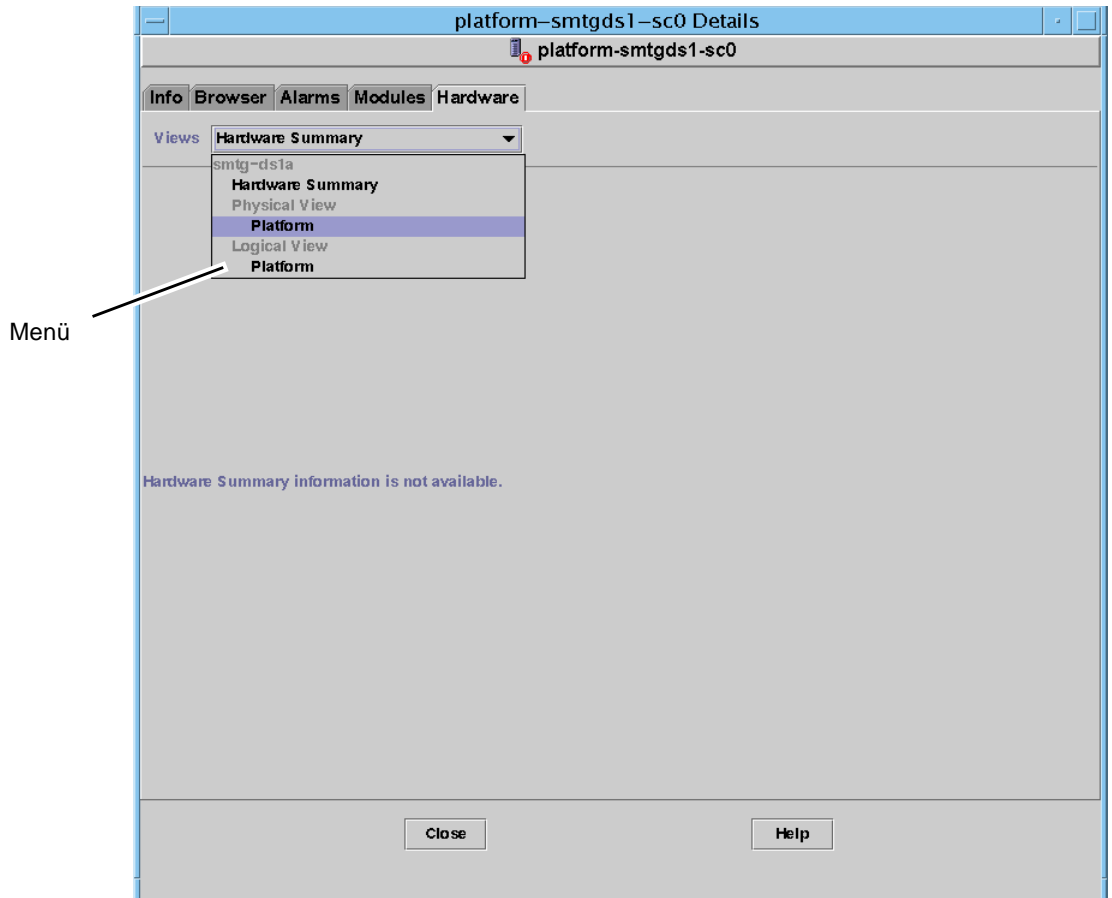 platform–smtgds1–sc0 Details
platform-smtgds1-sc0
Info Browser Alarms Modules Hardware
Views Hardware Summary
smtg-ds1a
Hardware Summary
Physical View
Platform
Logical View
Platform
Menü
Hardware Summary information is not available.
Close Help